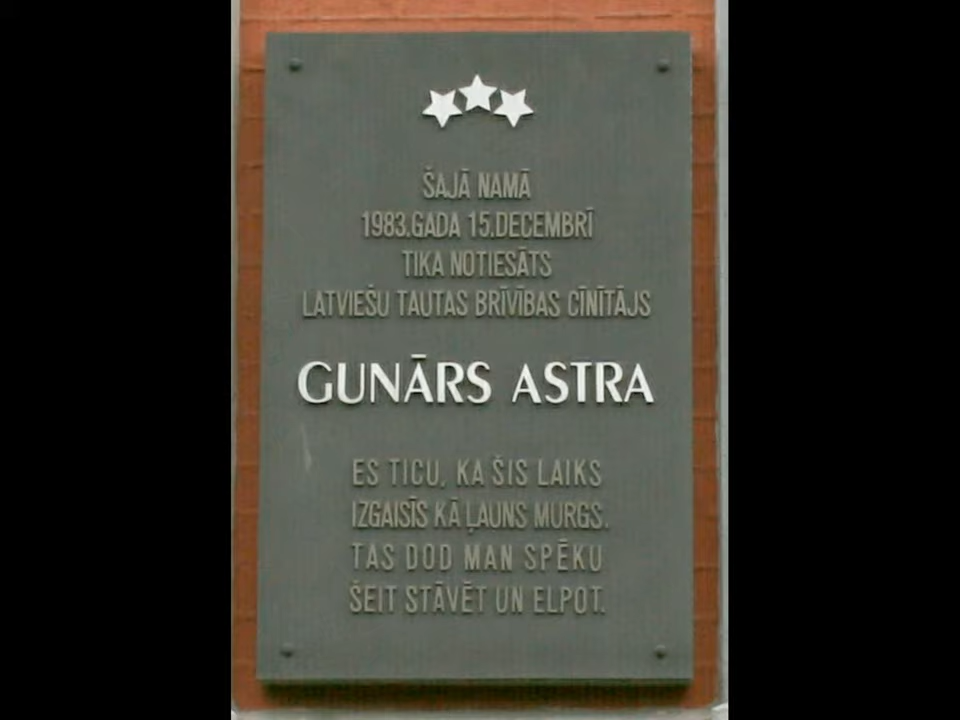 ŠAJĀ NAMĀ
1983.GADA 15.DECEMBRĪ
TIKA NOTIESĀTS
LATVIEŠU TAUTAS BRĪVĪBAS CĪNĪTĀJS
GUNĀRS ASTRA
ES TICU, KA ŠIS LAIKS
IZGAISĪS KĀ ĻAUNS MURGS.
TAS DOD MAN SPĒKU
ŠEIT STĀVĒT UN ELPOT.